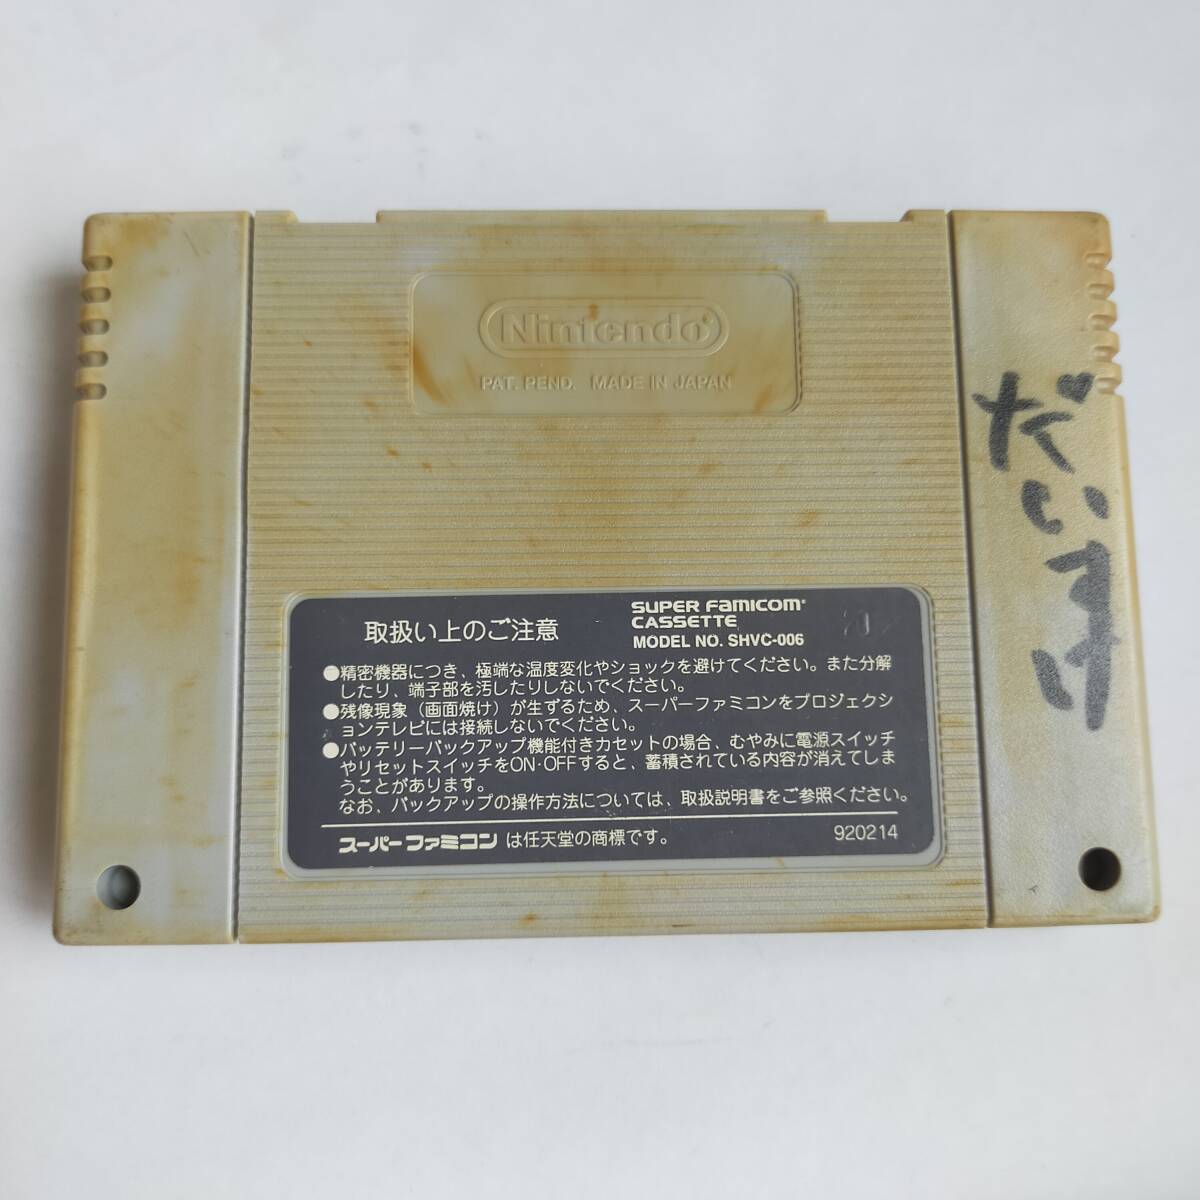 Nintendo®
PAT. PEND. MADE IN JAPAN
取扱い上のご注意
SUPER FAMICOM®
CASSETTE
MODEL NO. SHVC-006
●精密機器につき、極端な温度変化やショックを避けてください。また分解
したり、端子部を汚したりしないでください。
●残像現象（画面焼け）が生ずるため、スーパーファミコンをプロジェクシ
ョンテレビには接続しないでください。
●バッテリーバックアップ機能付きカセットの場合、むやみに電源スイッチ
やリセットスイッチをON・OFFすると、蓄積されている内容が消えてしま
うことがあります。
なお、バックアップの操作方法については、取扱説明書をご参照ください。
スーパーファミコン は任天堂の商標です。
920214
だいすけ